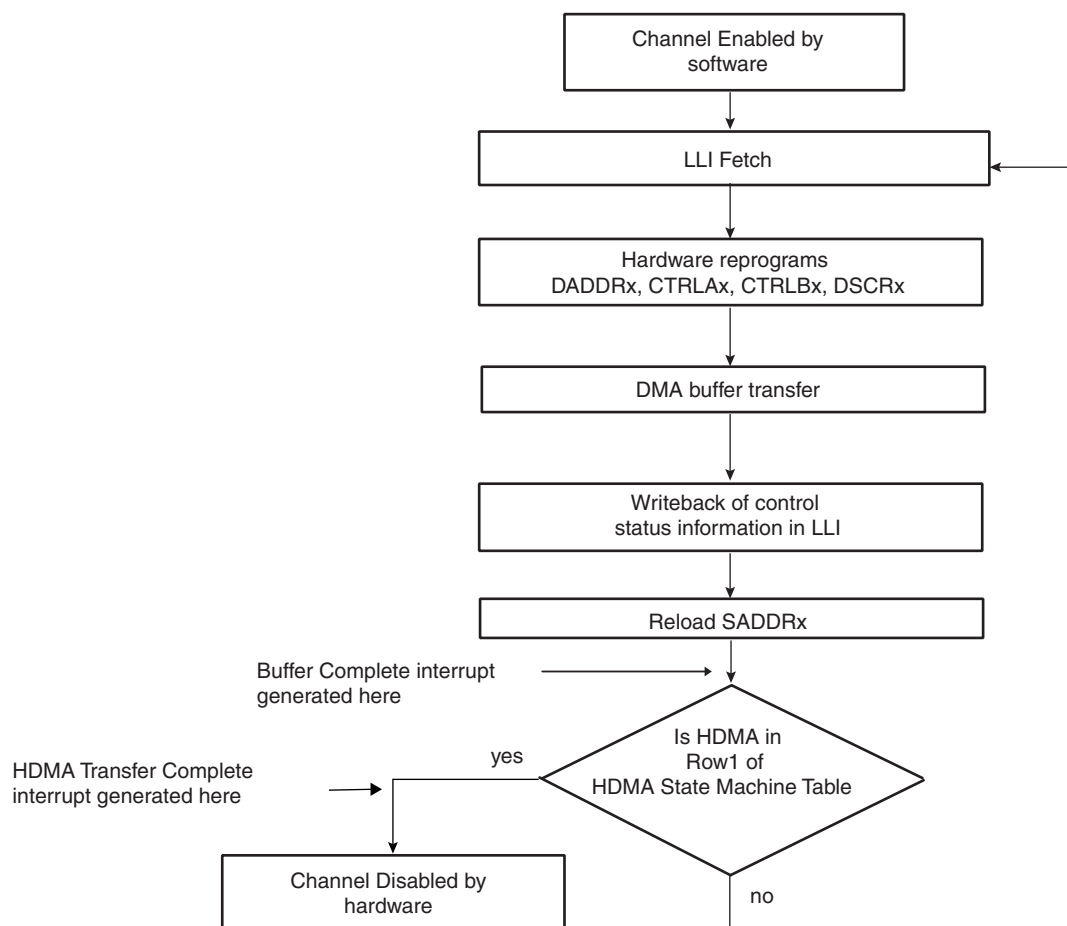 Channel Enabled by
software
LLI Fetch
Hardware reprograms
DADDRx, CTRLAx, CTRLBx, DSCRx
DMA buffer transfer
Writeback of control
status information in LLI
Reload SADDRx
Buffer Complete interrupt
generated here
Is HDMA in
Row1 of
HDMA State Machine Table
yes
HDMA Transfer Complete
interrupt generated here
Channel Disabled by
hardware
no